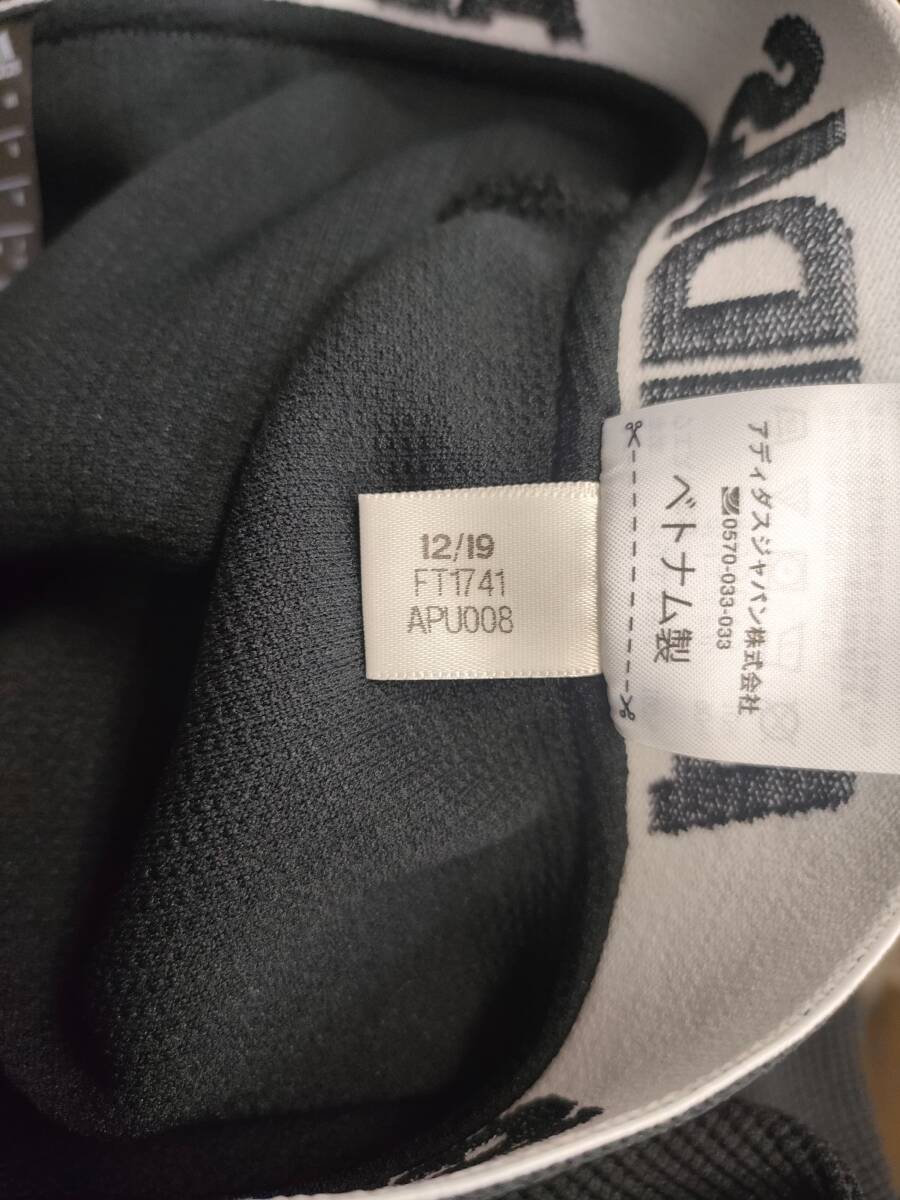 12/19
FT1741
APU008
アディダスジャパン株式会社
0570-033-033
ベトナム製